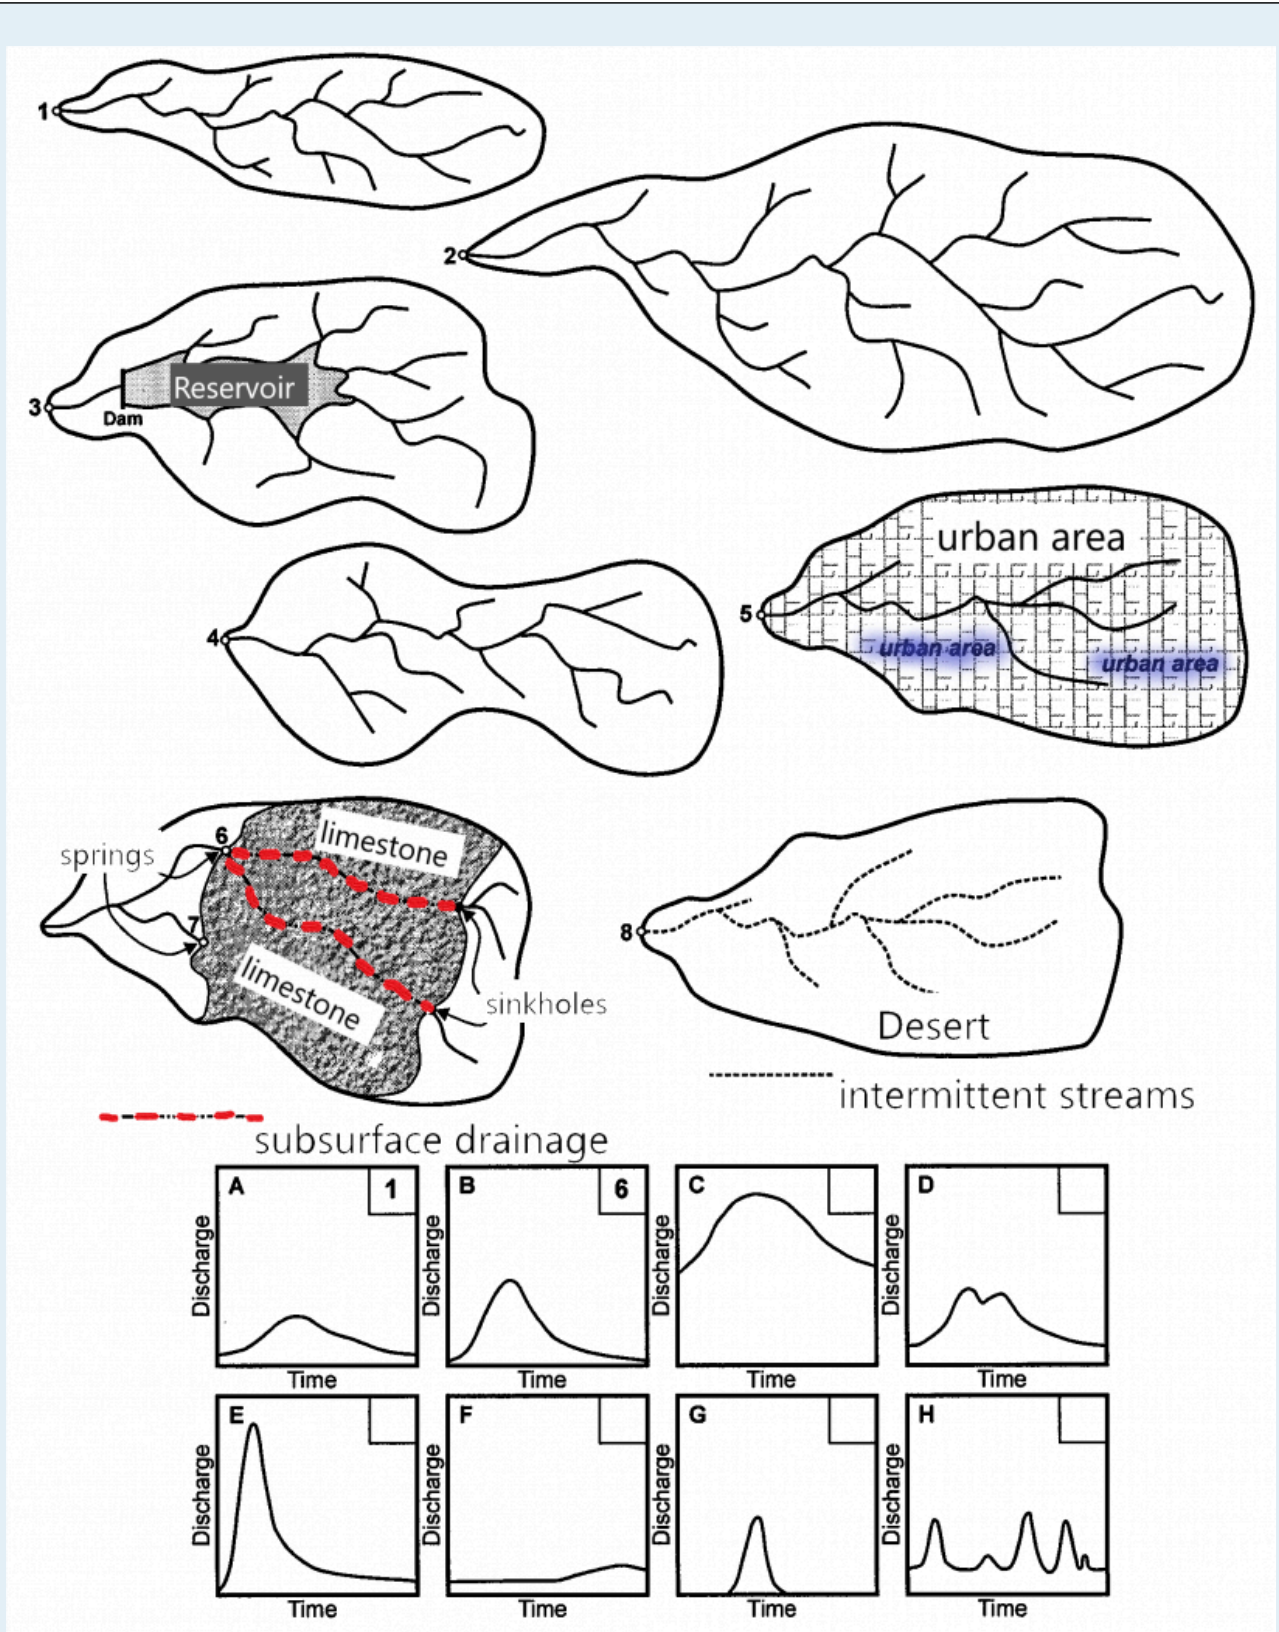 1
2
Reservoir
3
Dam
urban area
4
5
urban area
urban area
6
limestone
springs
7
limestone
sinkholes
8
Desert
intermittent streams
subsurface drainage
A
1
Discharge
Time
B
6
Discharge
Time
C
Discharge
Time
D
Discharge
Time
E
Discharge
Time
F
Discharge
Time
G
Discharge
Time
H
Discharge
Time